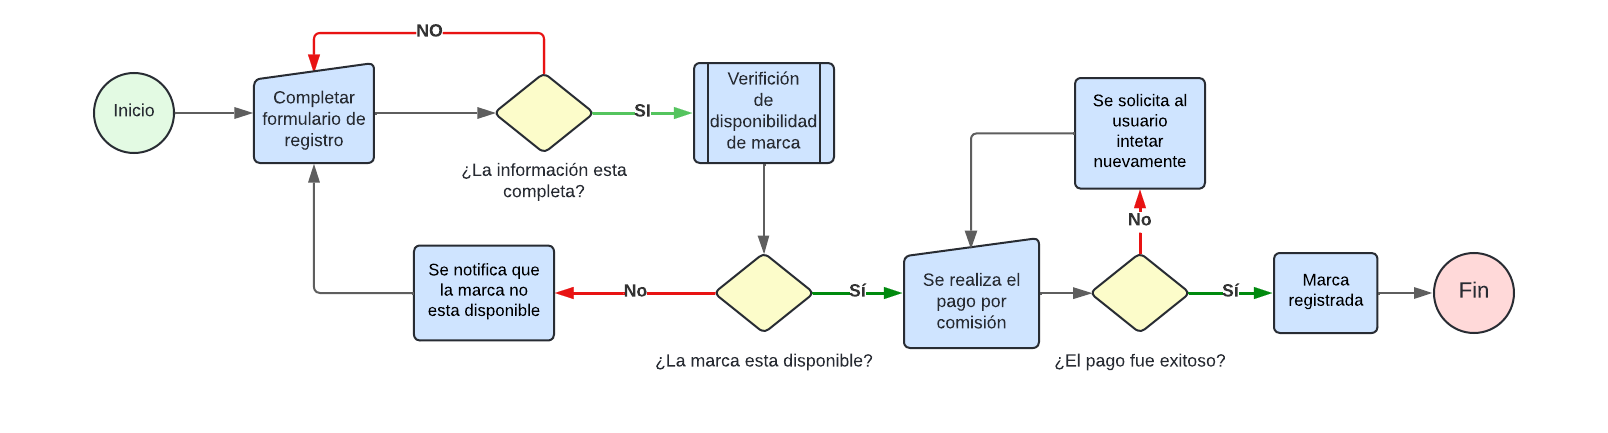 NO
Inicio
Completar
formulario de
registro
SI
¿La información esta
completa?
Verifición
de
disponibilidad
de marca
Se solicita al
usuario
intetar
nuevamente
No
Se notifica que
la marca no
esta disponible
No
¿La marca esta disponible?
Sí
Se realiza el
pago por
comisión
¿El pago fue exitoso?
Sí
Marca
registrada
Fin